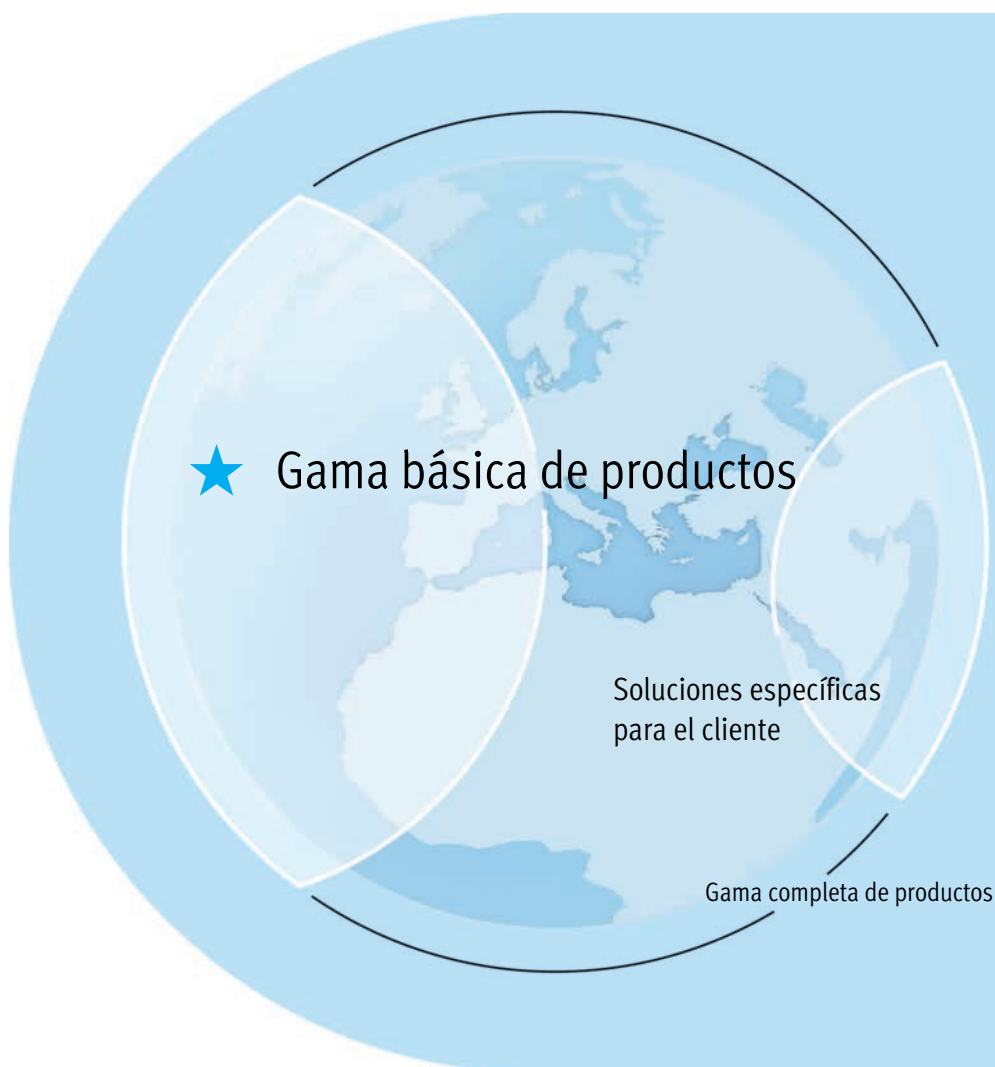 Gama básica de productos
Soluciones específicas
para el cliente
Gama completa de productos